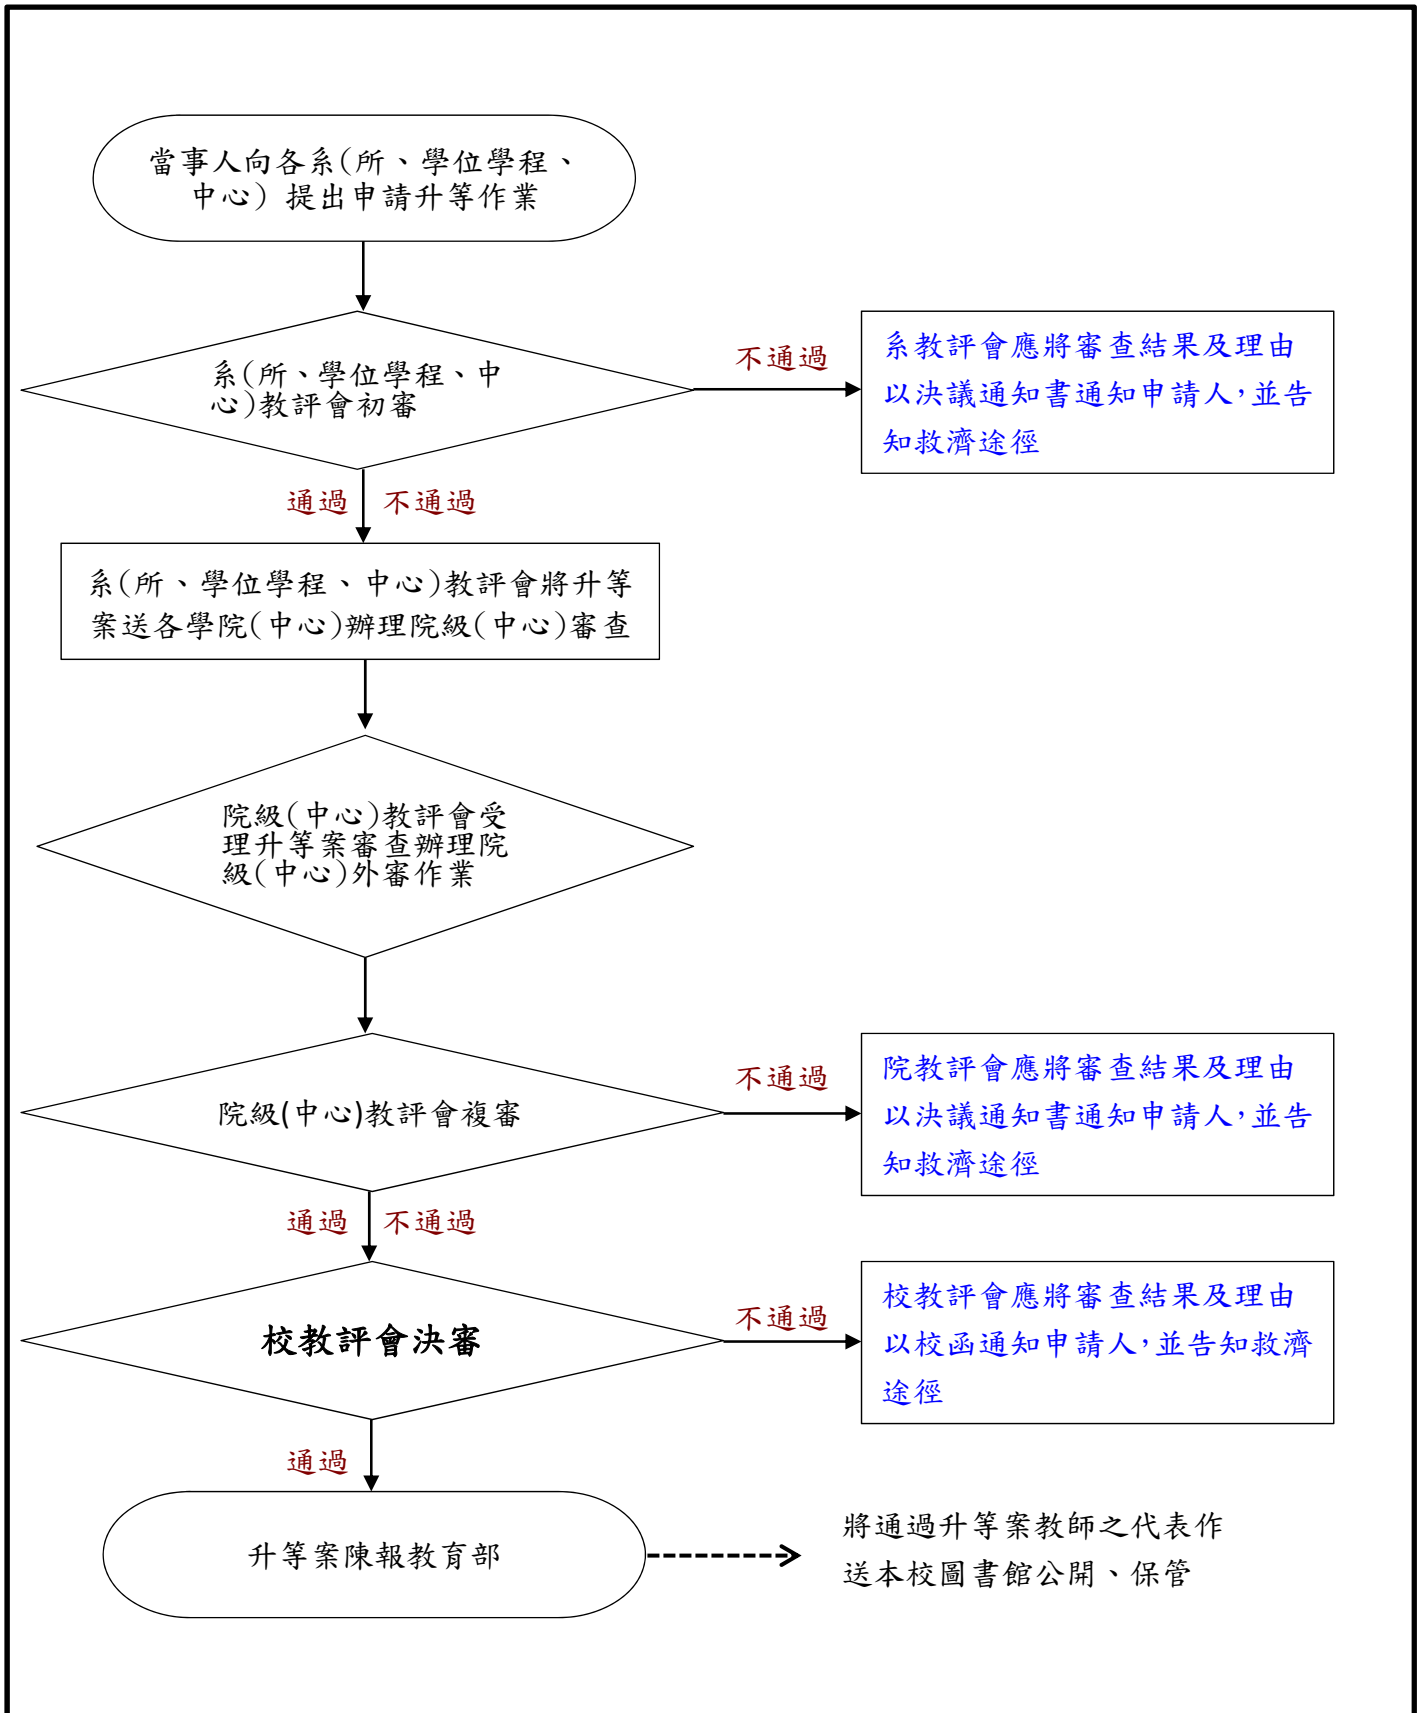 當事人向各系(所、學位學程、
中心) 提出申請升等作業
系(所、學位學程、中
心)教評會初審
不通過
系教評會應將審查結果及理由
以決議通知書通知申請人，並告
知救濟途徑
通過 不通過
系(所、學位學程、中心)教評會將升等
案送各學院(中心)辦理院級(中心)審查
院級(中心)教評會受
理升等案審查辦理院
級(中心)外審作業
院級(中心)教評會複審
不通過
院教評會應將審查結果及理由
以決議通知書通知申請人，並告
知救濟途徑
通過 不通過
校教評會決審
不通過
校教評會應將審查結果及理由
以校函通知申請人，並告知救濟
途徑
通過
升等案陳報教育部
將通過升等案教師之代表作
送本校圖書館公開、保管